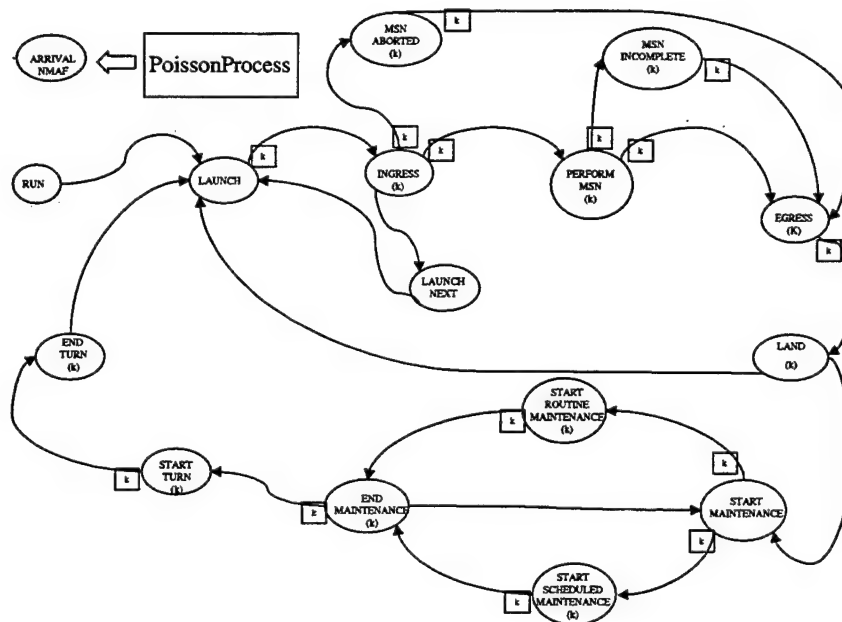 MSN
ABORTED
(k)
k
MSN
INCOMPLETE
(k)
k
ARRIVAL
NMAF
PoissonProcess
RUN
LAUNCH
k
INGRESS
(k)
k
k
PERFORM
MSN
(k)
k
k
EGRESS
(K)
k
LAUNCH
NEXT
END
TURN
(k)
LAND
(k)
START
ROUTINE
MAINTENANCE
(k)
k
START
TURN
(k)
k
END
MAINTENANCE
(k)
k
START
MAINTENANCE
k
k
START
SCHEDULED
MAINTENANCE
(k)
k